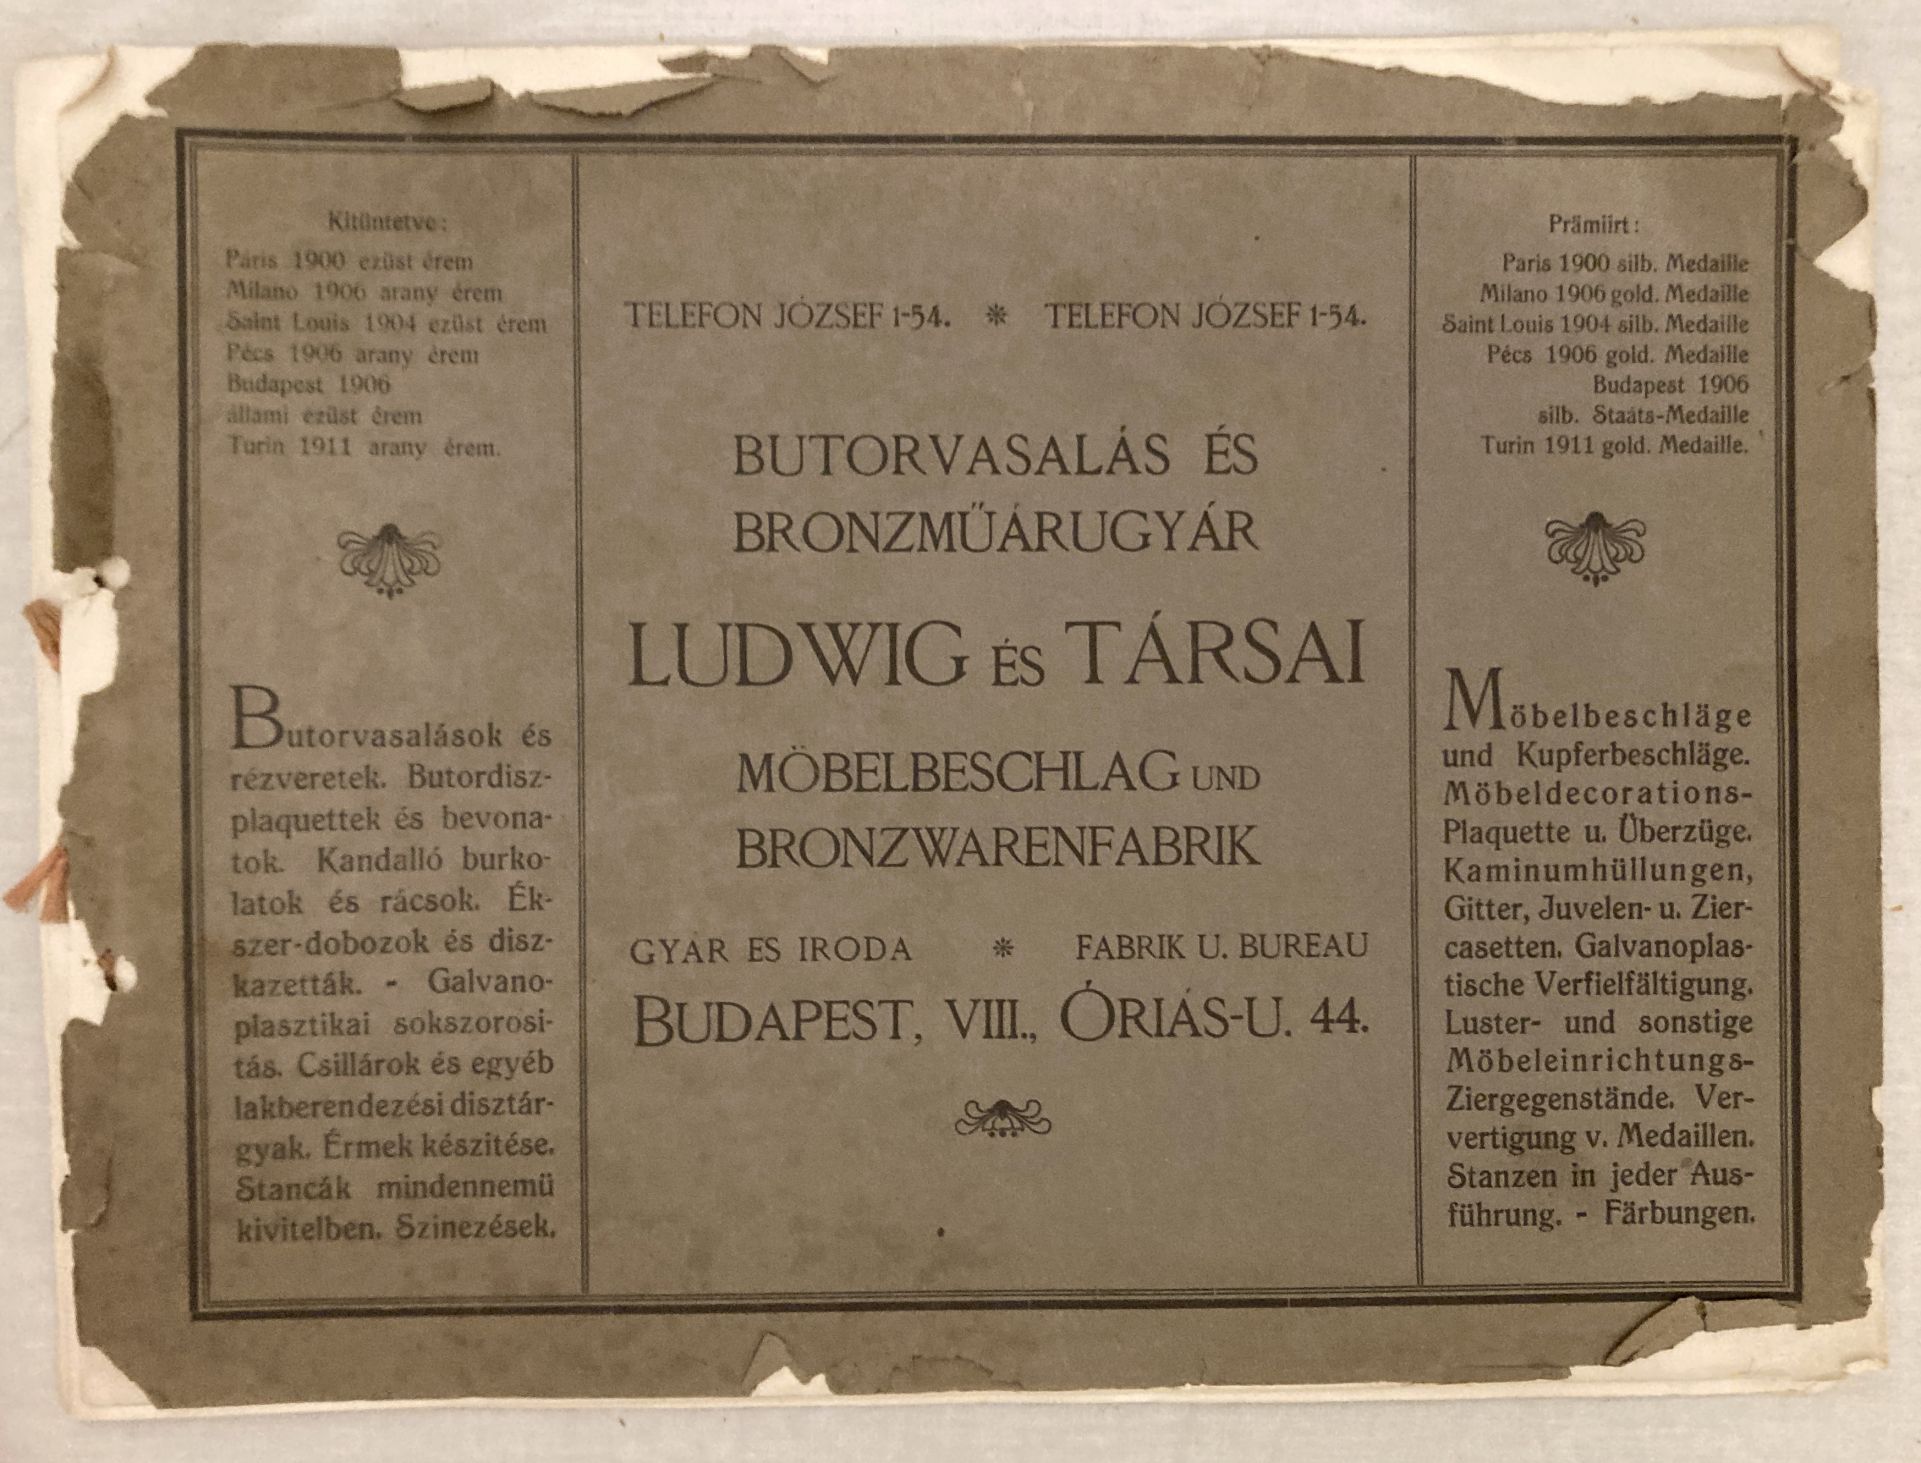 Kitüntetve:
Páris 1900 ezüst érem
Milano 1906 arany érem
Saint Louis 1904 ezüst érem
Pécs 1906 arany érem
Budapest 1906
állami ezüst érem
Turin 1911 arany érem.
Butorvasalások és
rézveretek. Butordisz-
plaquettek és bevona-
tok. Kandalló burko-
latok és rácsok. Ék-
szer-dobozok és disz-
kazetták. - Galvano-
plasztikai sokszorosi-
tás. Csillárok és egyéb
lakberendezési disztár-
gyak. Érmek készitése.
Stancák mindennemü
kivitelben. Szinezések.
TELEFON JÓZSEF 1-54. * TELEFON JÓZSEF 1-54.
BUTORVASALÁS ÉS
BRONZMŰÁRUGYÁR
LUDWIG ÉS TÁRSAI
MÖBELBESCHLAG UND
BRONZWARENFABRIK
GYÁR ES IRODA * FABRIK U. BUREAU
BUDAPEST, VIII., ÓRIÁS-U. 44.
Prämiirt:
Paris 1900 silb. Medaille
Milano 1906 gold. Medaille
Saint Louis 1904 silb. Medaille
Pécs 1906 gold. Medaille
Budapest 1906
silb. Staats-Medaille
Turin 1911 gold. Medaille.
Möbelbeschläge
und Kupferbeschläge.
Möbeldecorations-
Plaquette u. Überzüge.
Kaminumhüllungen,
Gitter, Juvelen- u. Zier-
casetten. Galvanoplas-
tische Verfielfältigung.
Luster- und sonstige
Möbeleinrichtungs-
Ziergegenstände. Ver-
vertigung v. Medaillen.
Stanzen in jeder Aus-
führung. - Färbungen.